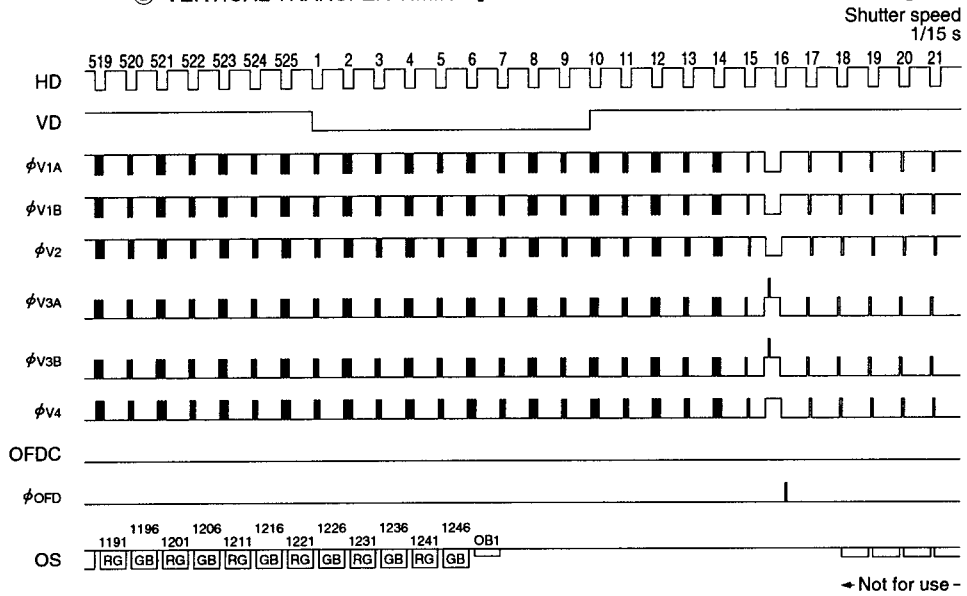 Shutter speed
1/15 s
519 520 521 522 523 524 525 1 2 3 4 5 6 7 8 9 10 11 12 13 14 15 16 17 18 19 20 21
HD
VD
ϕV1A
ϕV1B
ϕV2
ϕV3A
ϕV3B
ϕV4
OFDC
ϕOFD
1196 1206 1216 1226 1236 1246
1191 1201 1211 1221 1231 1241 OB1
OS RG GB RG GB RG GB RG GB RG GB RG GB
Not for use